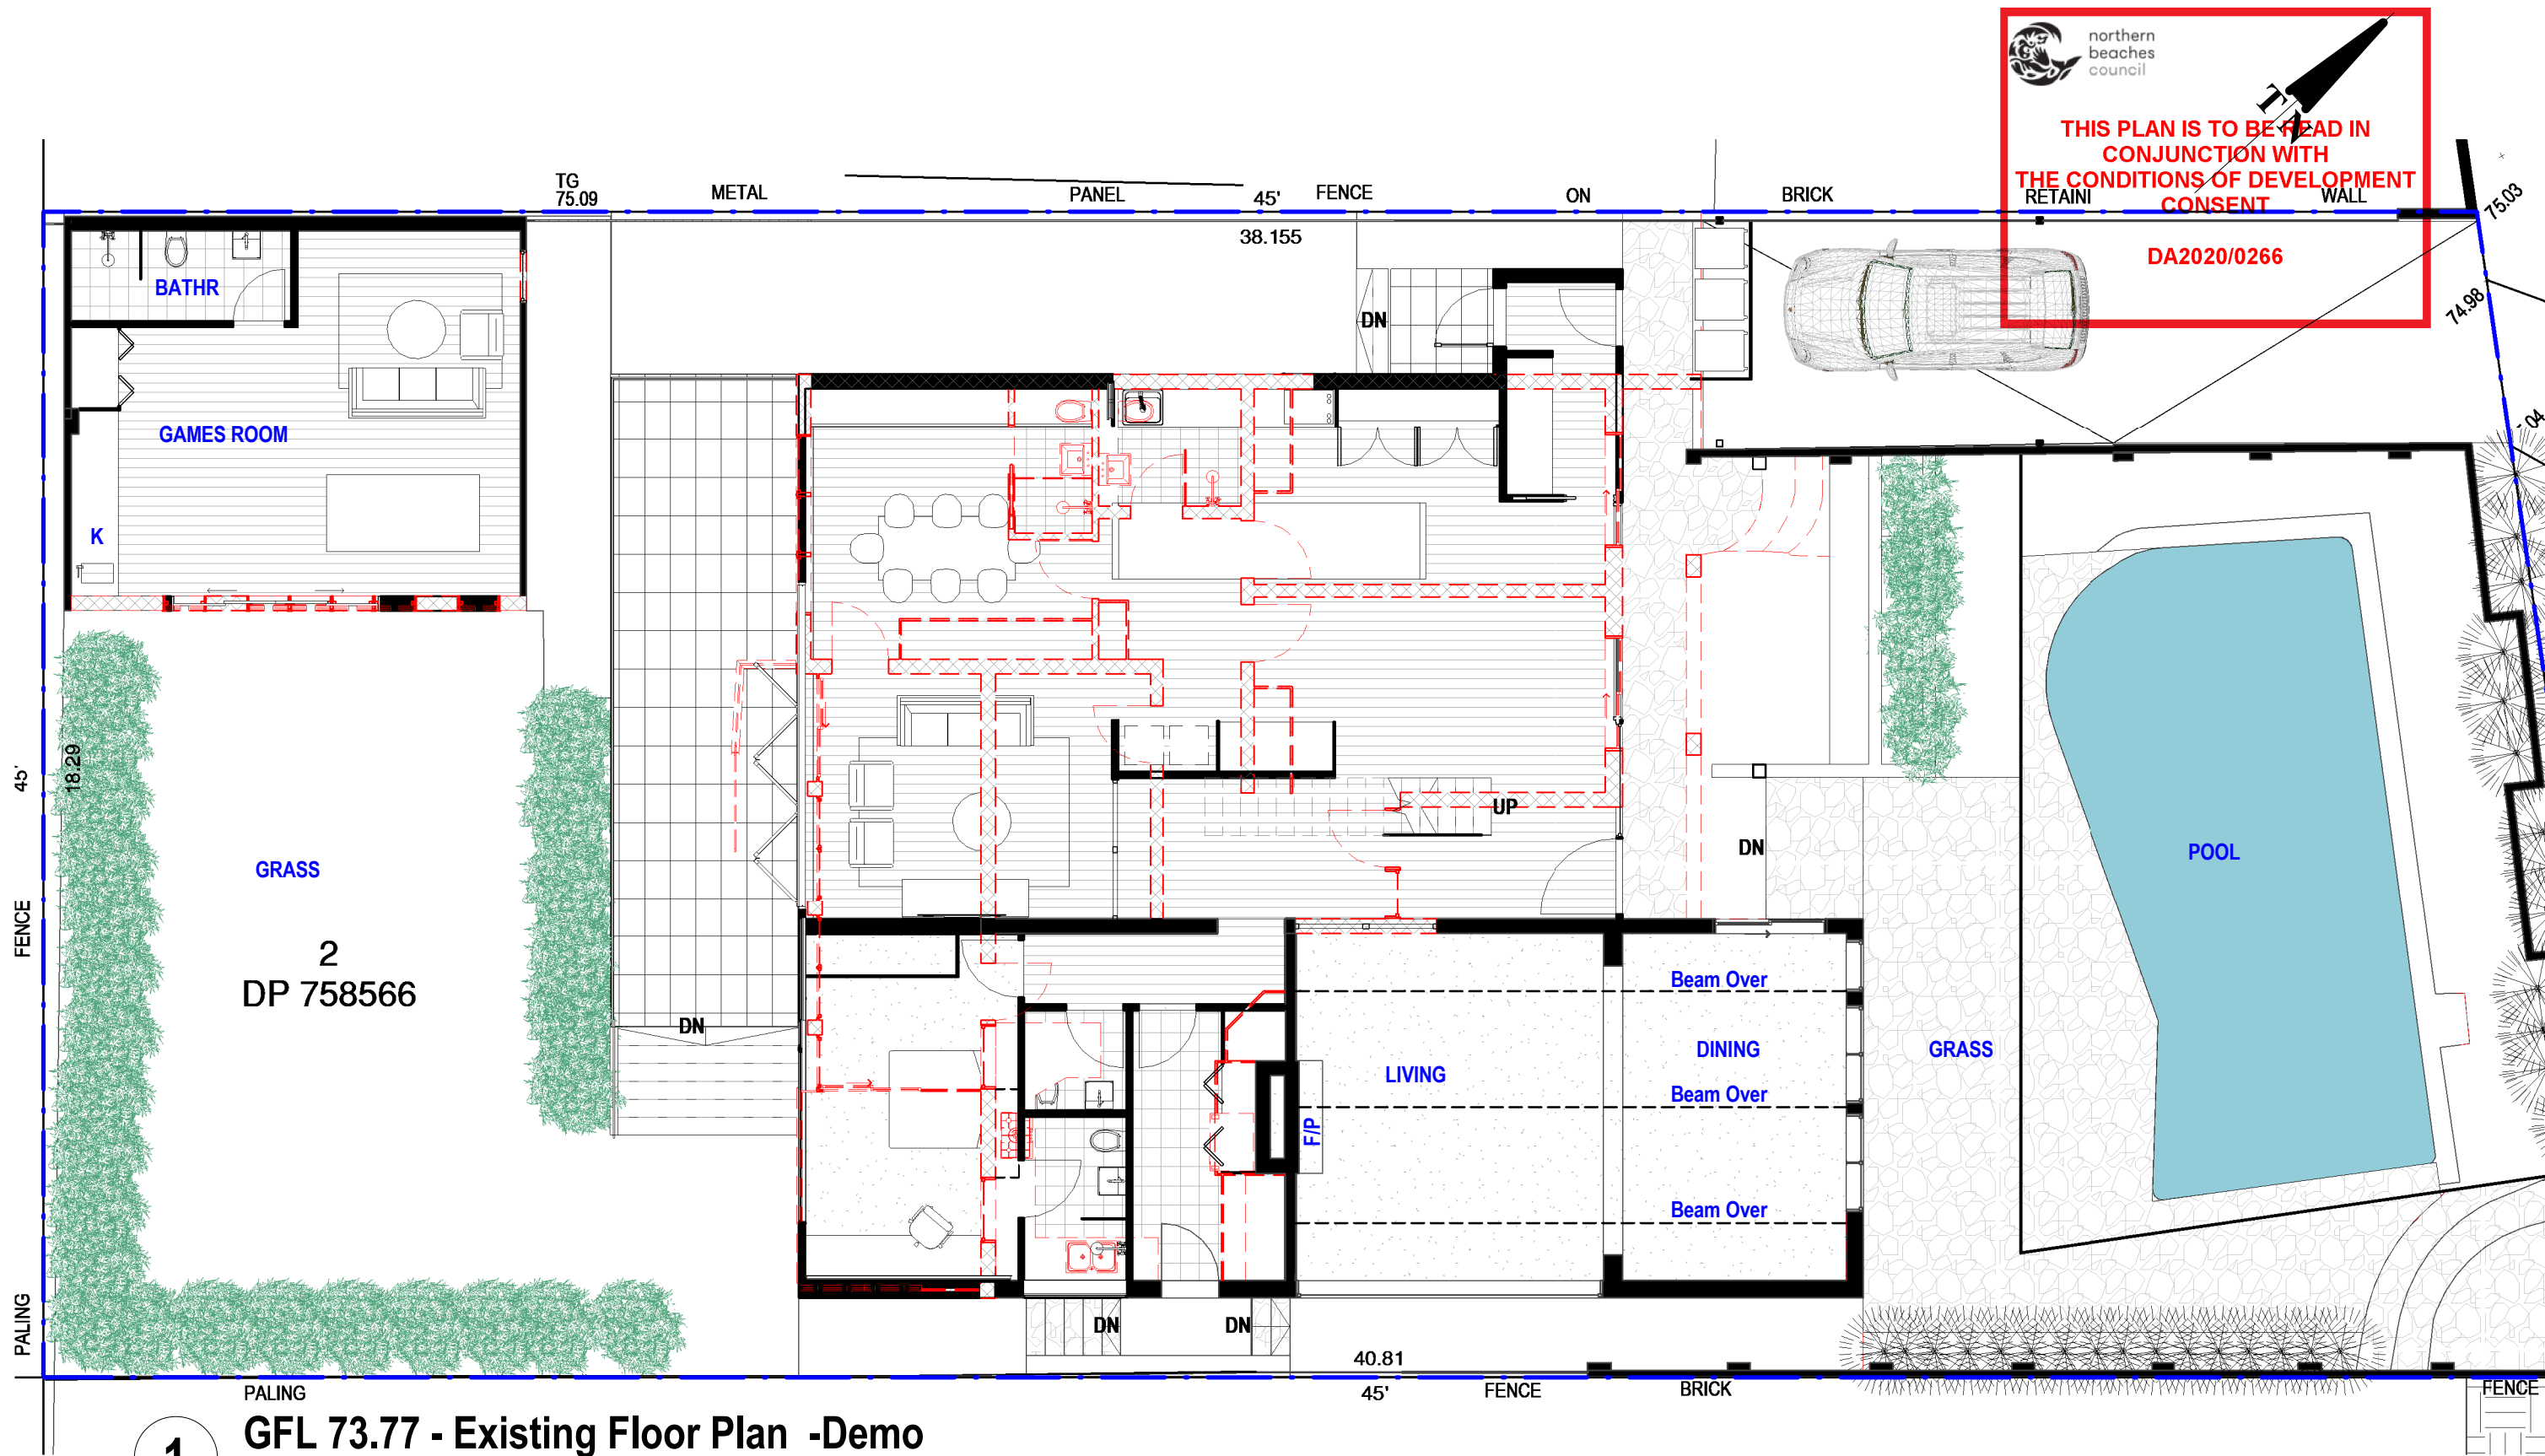 northern
beaches
council
TN
THIS PLAN IS TO BE READ IN
CONJUNCTION WITH
THE CONDITIONS OF DEVELOPMENT
CONSENT
DA2020/0266
TG
75.09
METAL
PANEL
45'
FENCE
ON
BRICK
RETAINI
WALL
75.03
38.155
74.98
04
BATHR
DN
GAMES ROOM
K
18.29
45'
FENCE
PALING
GRASS
2
DP 758566
UP
DN
POOL
DN
Beam Over
LIVING
DINING
GRASS
Beam Over
F/P
Beam Over
DN
DN
40.81
PALING
45'
FENCE
BRICK
FENCE
1
GFL 73.77 - Existing Floor Plan -Demo